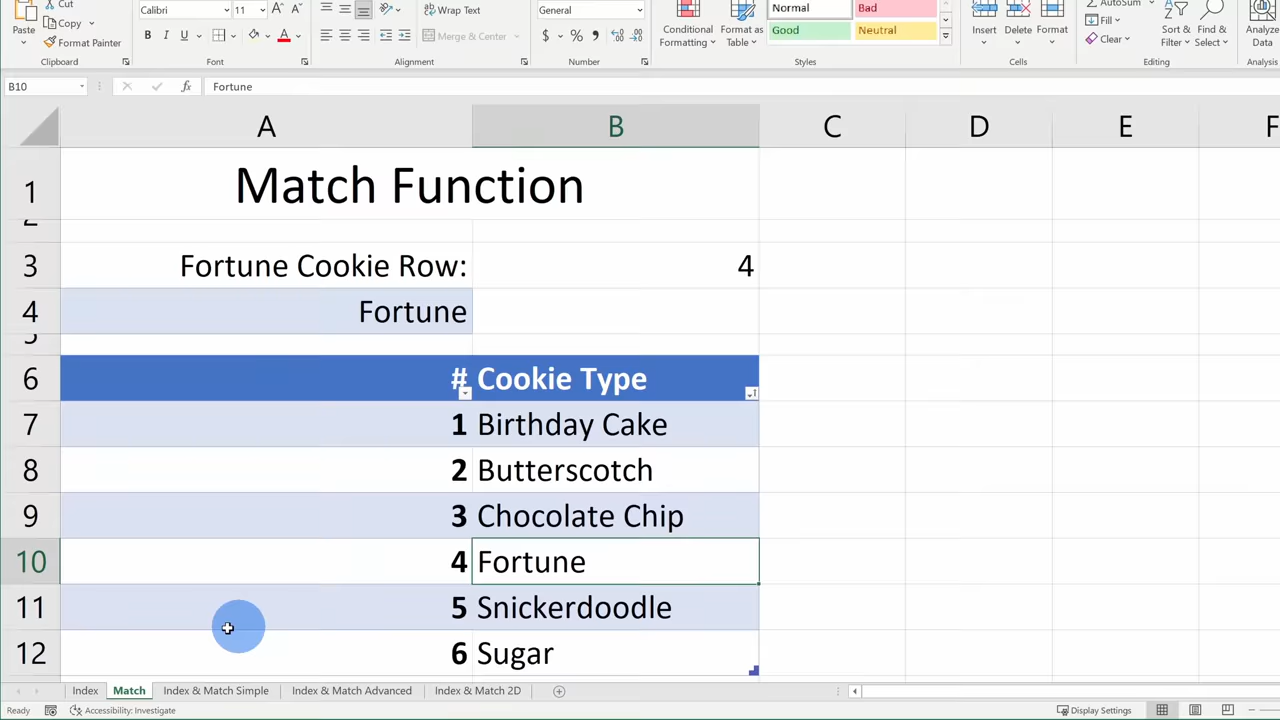 Cut
Calibri 11 A A Wrap Text General Normal Bad AutoSum
Paste Copy Conditional Formatting Format as Table Good Neutral Insert Delete Format Fill Sort & Filter Find & Select Analyze Data
Format Painter B I U A Merge & Center $ % Clear
Clipboard Font Alignment Number Styles Cells Editing Analysis
B10 fx Fortune
A B C D E F
1 Match Function
2
3 Fortune Cookie Row: 4
4 Fortune
5
6 # Cookie Type
7 1 Birthday Cake
8 2 Butterscotch
9 3 Chocolate Chip
10 4 Fortune
11 5 Snickerdoodle
12 6 Sugar
Index Match Index & Match Simple Index & Match Advanced Index & Match 2D
Ready Accessibility: Investigate Display Settings